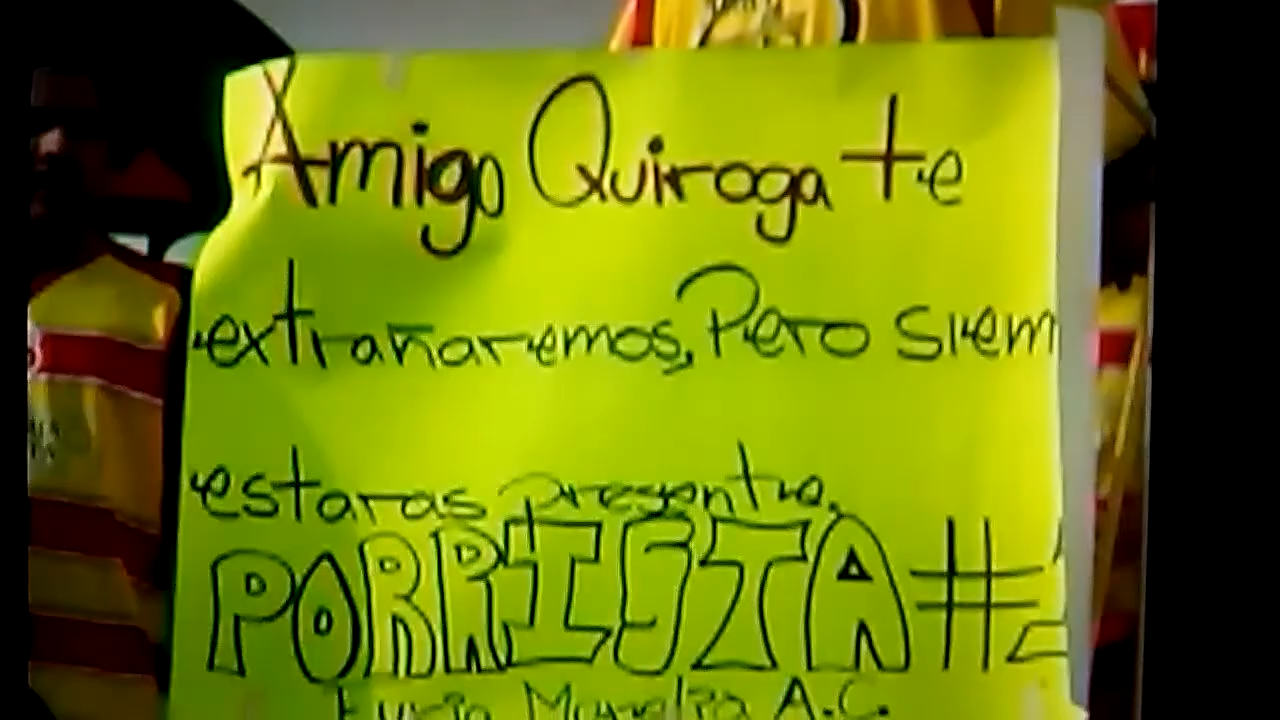 Amigo Quiroga te
extrañaremos, Pero siem
estaras presente.
PORRISTA #
A.C.